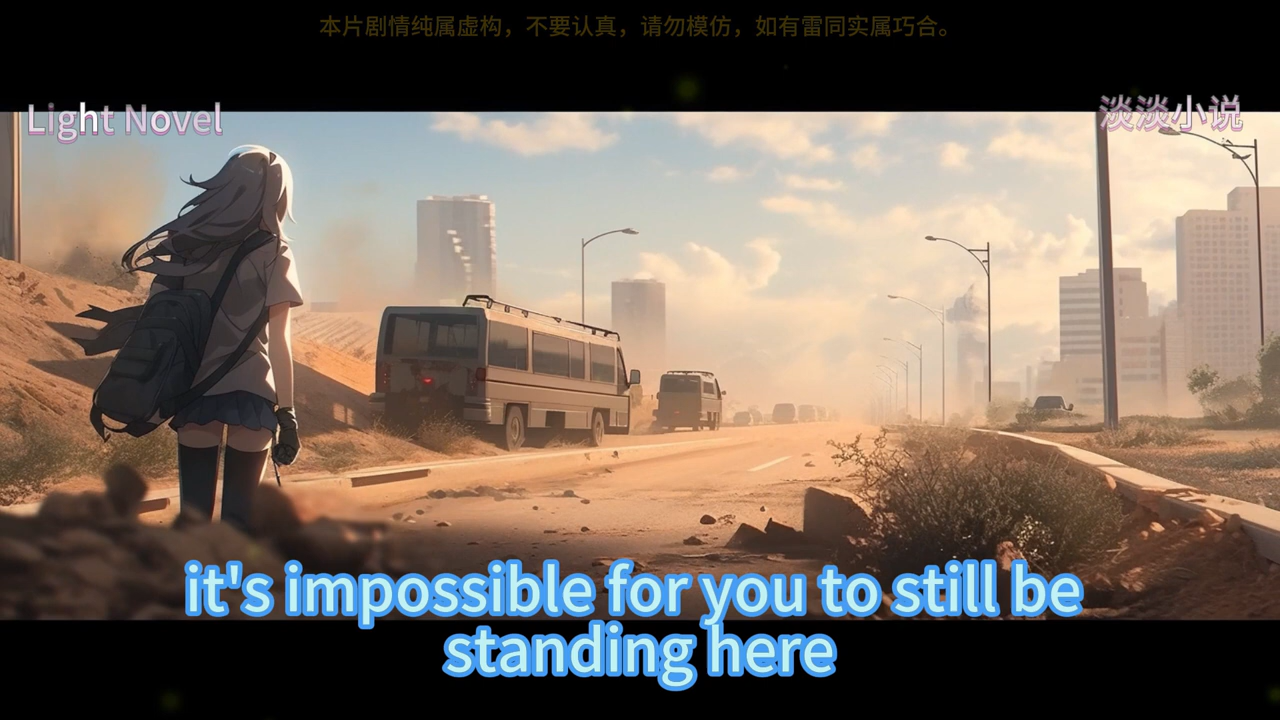 本片剧情纯属虚构，不要认真，请勿模仿，如有雷同实属巧合。
Light Novel
淡淡小说
it's impossible for you to still be
standing here